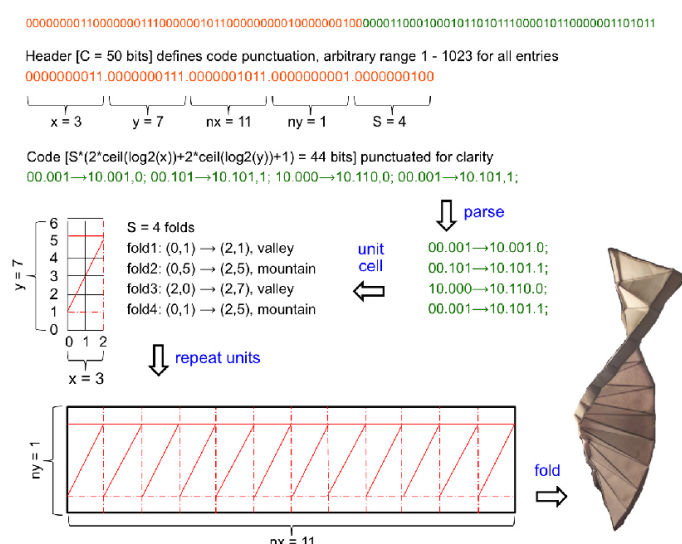 0000000011000000011100000010110000000001000000010000001100010001011010111000010110000001101011
Header [C = 50 bits] defines code punctuation, arbitrary range 1 - 1023 for all entries
0000000011.0000000111.0000001011.0000000001.0000000100
x = 3 y = 7 nx = 11 ny = 1 S = 4
Code [S*(2*ceil(log2(x))+2*ceil(log2(y))+1) = 44 bits] punctuated for clarity
00.001→10.001,0; 00.101→10.101,1; 10.000→10.110,0; 00.001→10.101,1;
parse
6
5
4
3
2
1
0
0 1 2
y = 7
x = 3
S = 4 folds
fold1: (0,1) → (2,1), valley
fold2: (0,5) → (2,5), mountain
fold3: (2,0) → (2,7), valley
fold4: (0,1) → (2,5), mountain
unit
cell
00.001→10.001.0;
00.101→10.101.1;
10.000→10.110.0;
00.001→10.101.1;
repeat units
ny = 1
nx = 11
fold